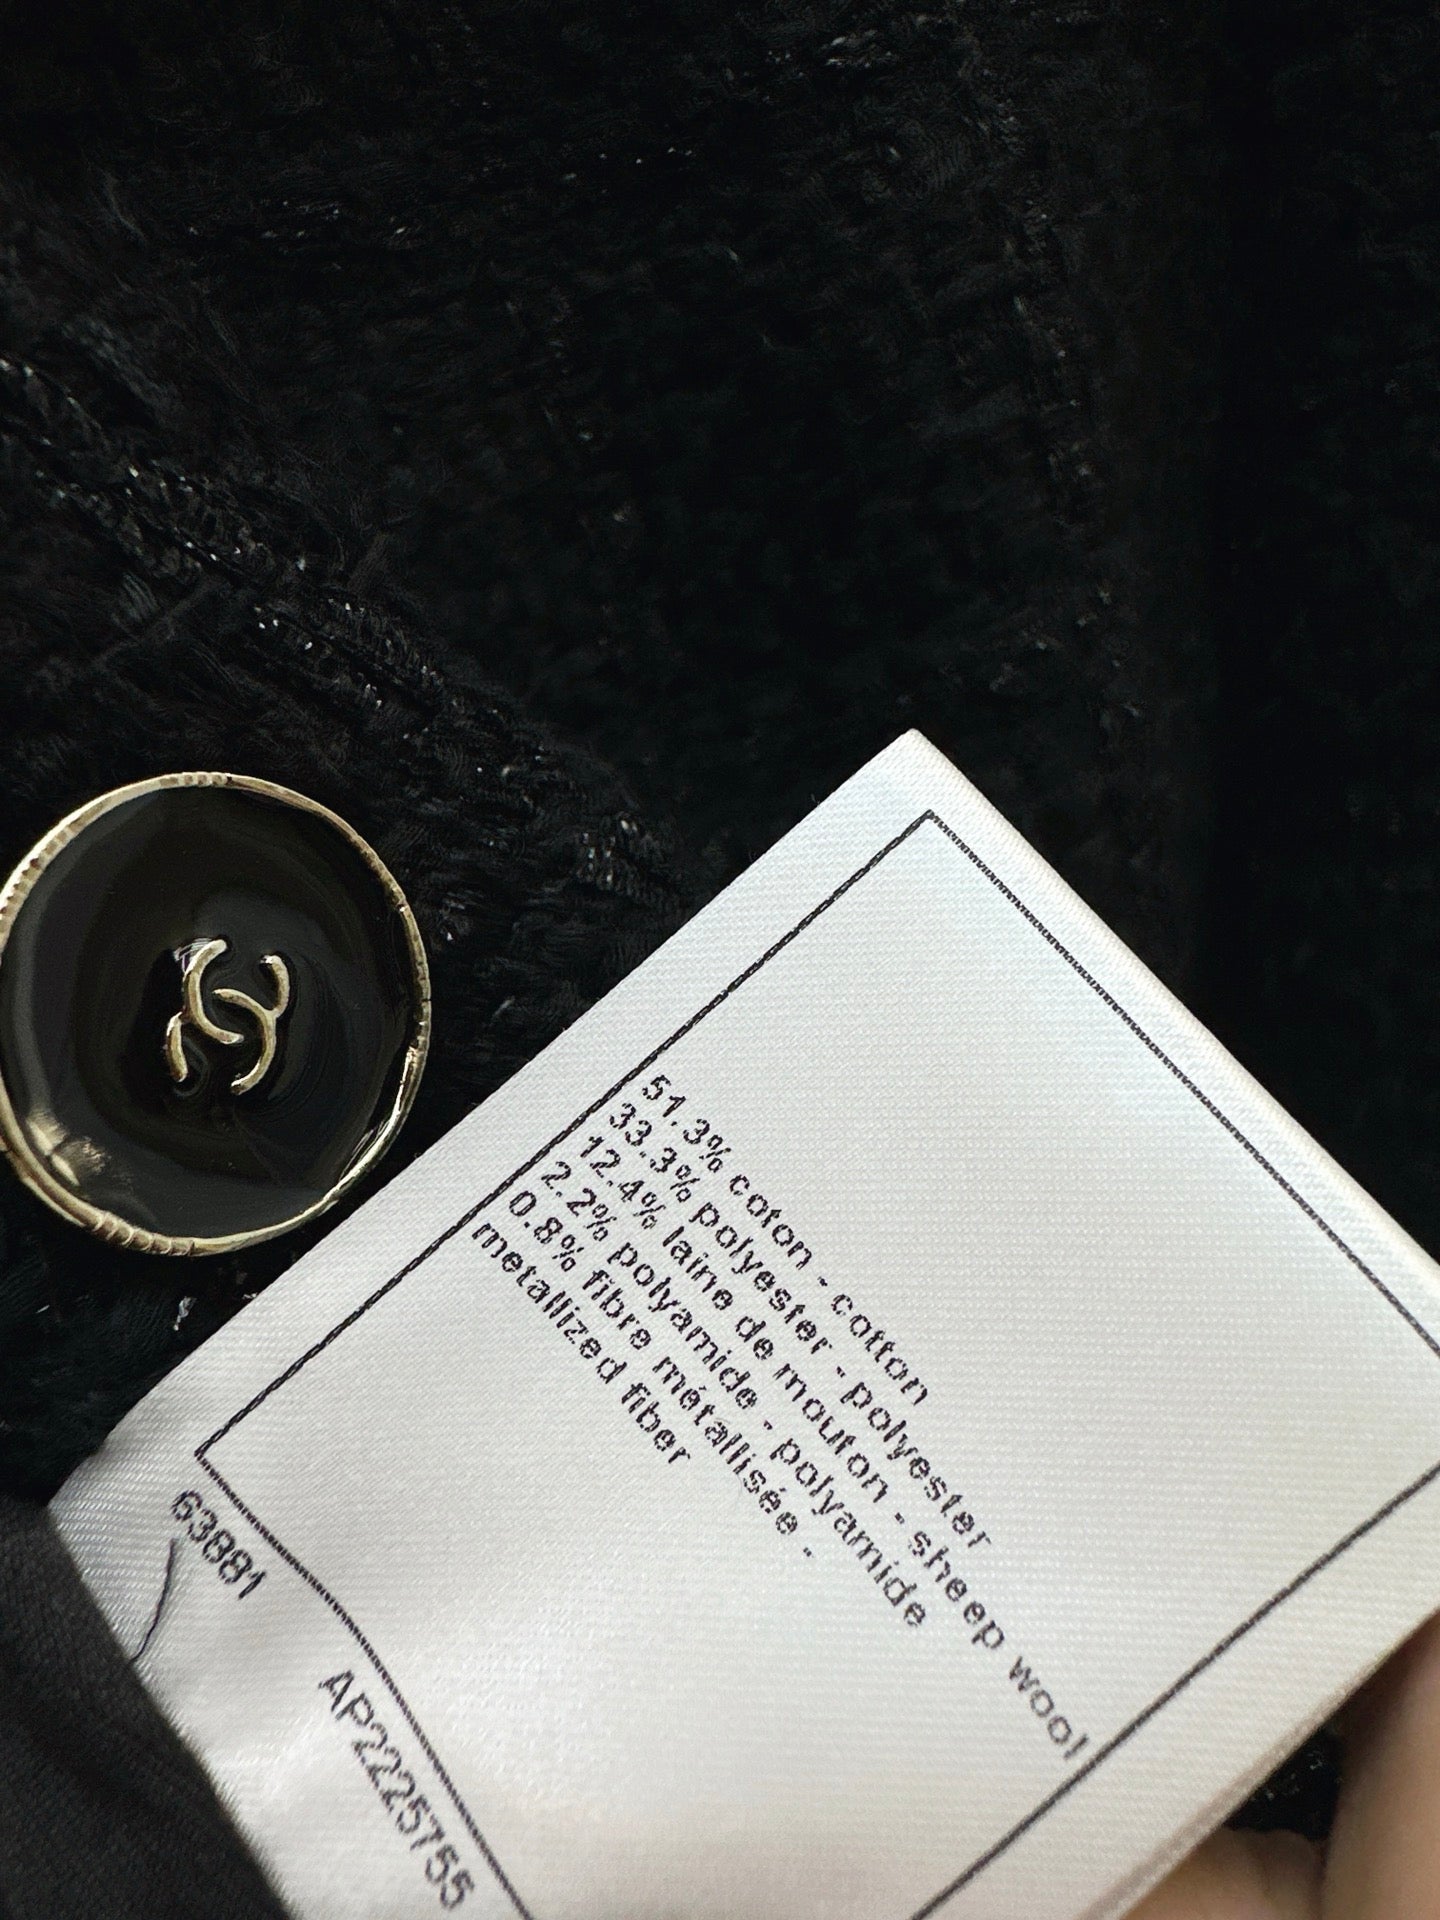 51.3% coton - cotton
33.3% polyester - polyester
12.4% laine de mouton - sheep wool
2.2% polyamide - polyamide
0.8% fibre métallisée -
metallized fiber
63881 AP2225755